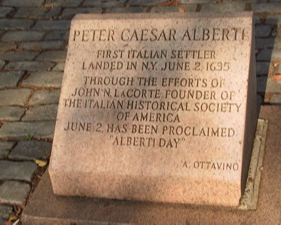 PETER CAESAR ALBERTI
FIRST ITALIAN SETTLER
LANDED IN N.Y. JUNE 2, 1635
THROUGH THE EFFORTS OF
JOHN N. LACORTE, FOUNDER OF
THE ITALIAN HISTORICAL SOCIETY
OF AMERICA
JUNE 2, HAS BEEN PROCLAIMED
"ALBERTI DAY"
A. OTTAVINO